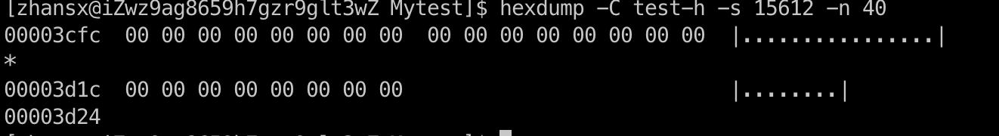 [zhansx@iZwz9ag8659h7gzr9glt3wZ Mytest]$ hexdump -C test-h -s 15612 -n 40
00003cfc  00 00 00 00 00 00 00 00  00 00 00 00 00 00 00 00  |................|
*
00003d1c  00 00 00 00 00 00 00 00                           |........|
00003d24